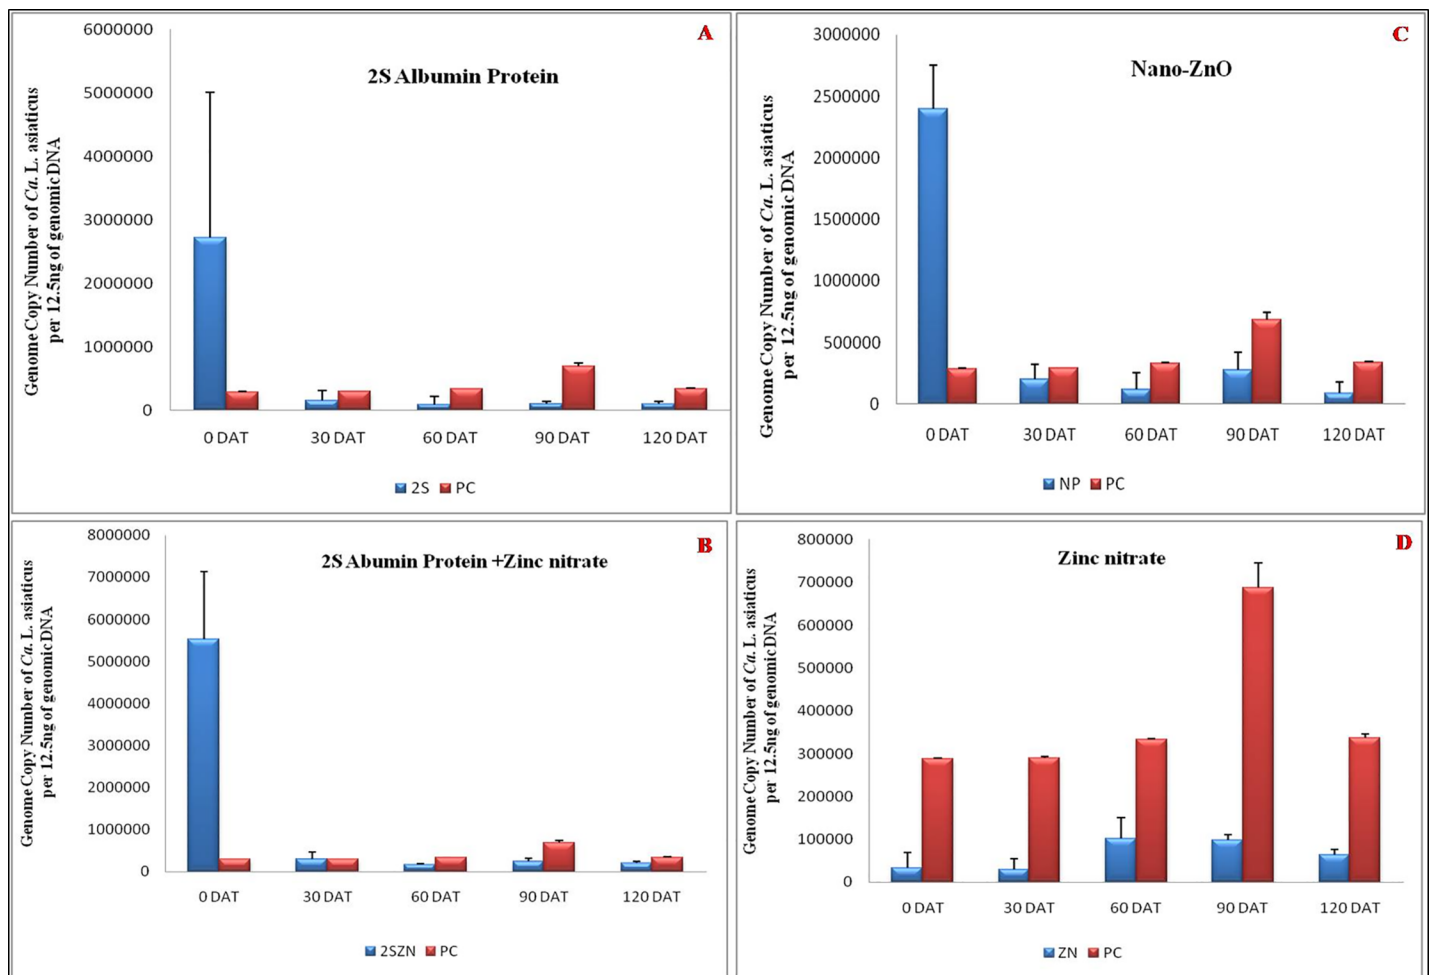 A
2S Albumin Protein
Genome Copy Number of Ca. L. asiaticus
per 12.5ng of genomic DNA
6000000
5000000
4000000
3000000
2000000
1000000
0
0 DAT 30 DAT 60 DAT 90 DAT 120 DAT
2S PC
C
Nano-ZnO
Genome Copy Number of Ca. L. asiaticus
per 12.5ng of genomic DNA
3000000
2500000
2000000
1500000
1000000
500000
0
0 DAT 30 DAT 60 DAT 90 DAT 120 DAT
NP PC
B
2S Abumin Protein +Zinc nitrate
Genome Copy Number of Ca. L. asiaticus
per 12.5ng of genomic DNA
8000000
7000000
6000000
5000000
4000000
3000000
2000000
1000000
0
0 DAT 30 DAT 60 DAT 90 DAT 120 DAT
2SZN PC
D
Zinc nitrate
Genome Copy Number of Ca. L. asiaticus
per 12.5ng of genomic DNA
800000
700000
600000
500000
400000
300000
200000
100000
0
0 DAT 30 DAT 60 DAT 90 DAT 120 DAT
ZN PC